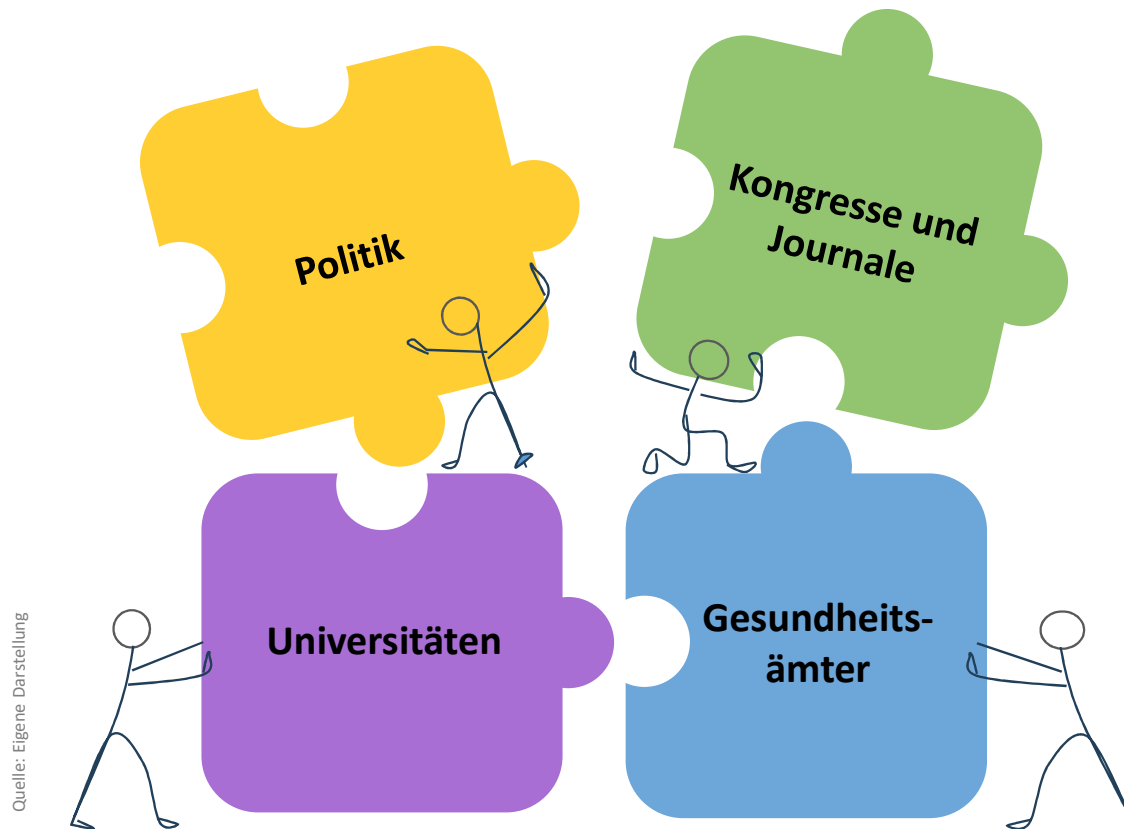 Politik
Kongresse und
Journale
Universitäten
Gesundheits-
ämter
Quelle: Eigene Darstellung